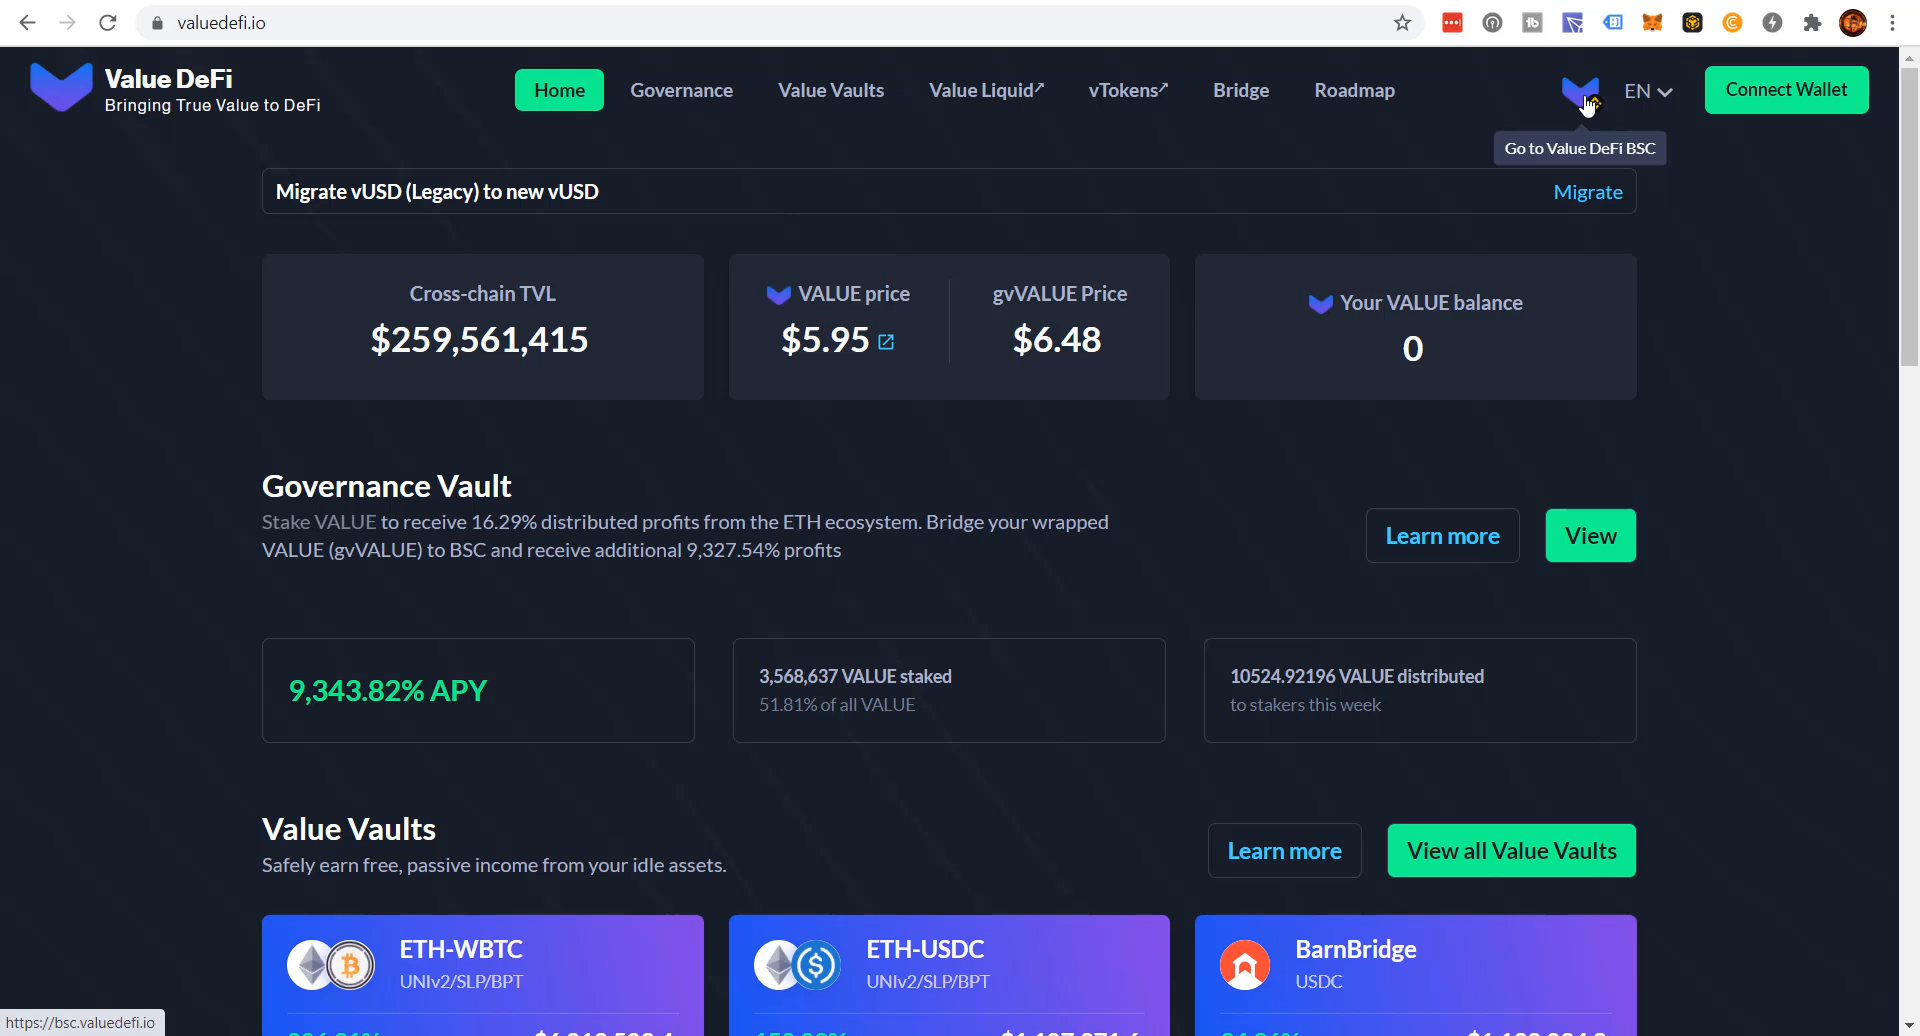 valuedefi.io
Value DeFi
Bringing True Value to DeFi
Home
Governance
Value Vaults
Value Liquid↗
vTokens↗
Bridge
Roadmap
EN
Connect Wallet
Go to Value DeFi BSC
Migrate vUSD (Legacy) to new vUSD
Migrate
Cross-chain TVL
$259,561,415
VALUE price
$5.95
gvVALUE Price
$6.48
Your VALUE balance
0
Governance Vault
Stake VALUE to receive 16.29% distributed profits from the ETH ecosystem. Bridge your wrapped
VALUE (gvVALUE) to BSC and receive additional 9,327.54% profits
Learn more
View
9,343.82% APY
3,568,637 VALUE staked
51.81% of all VALUE
10524.92196 VALUE distributed
to stakers this week
Value Vaults
Safely earn free, passive income from your idle assets.
Learn more
View all Value Vaults
ETH-WBTC
UNIv2/SLP/BPT
ETH-USDC
UNIv2/SLP/BPT
BarnBridge
USDC
https://bsc.valuedefi.io